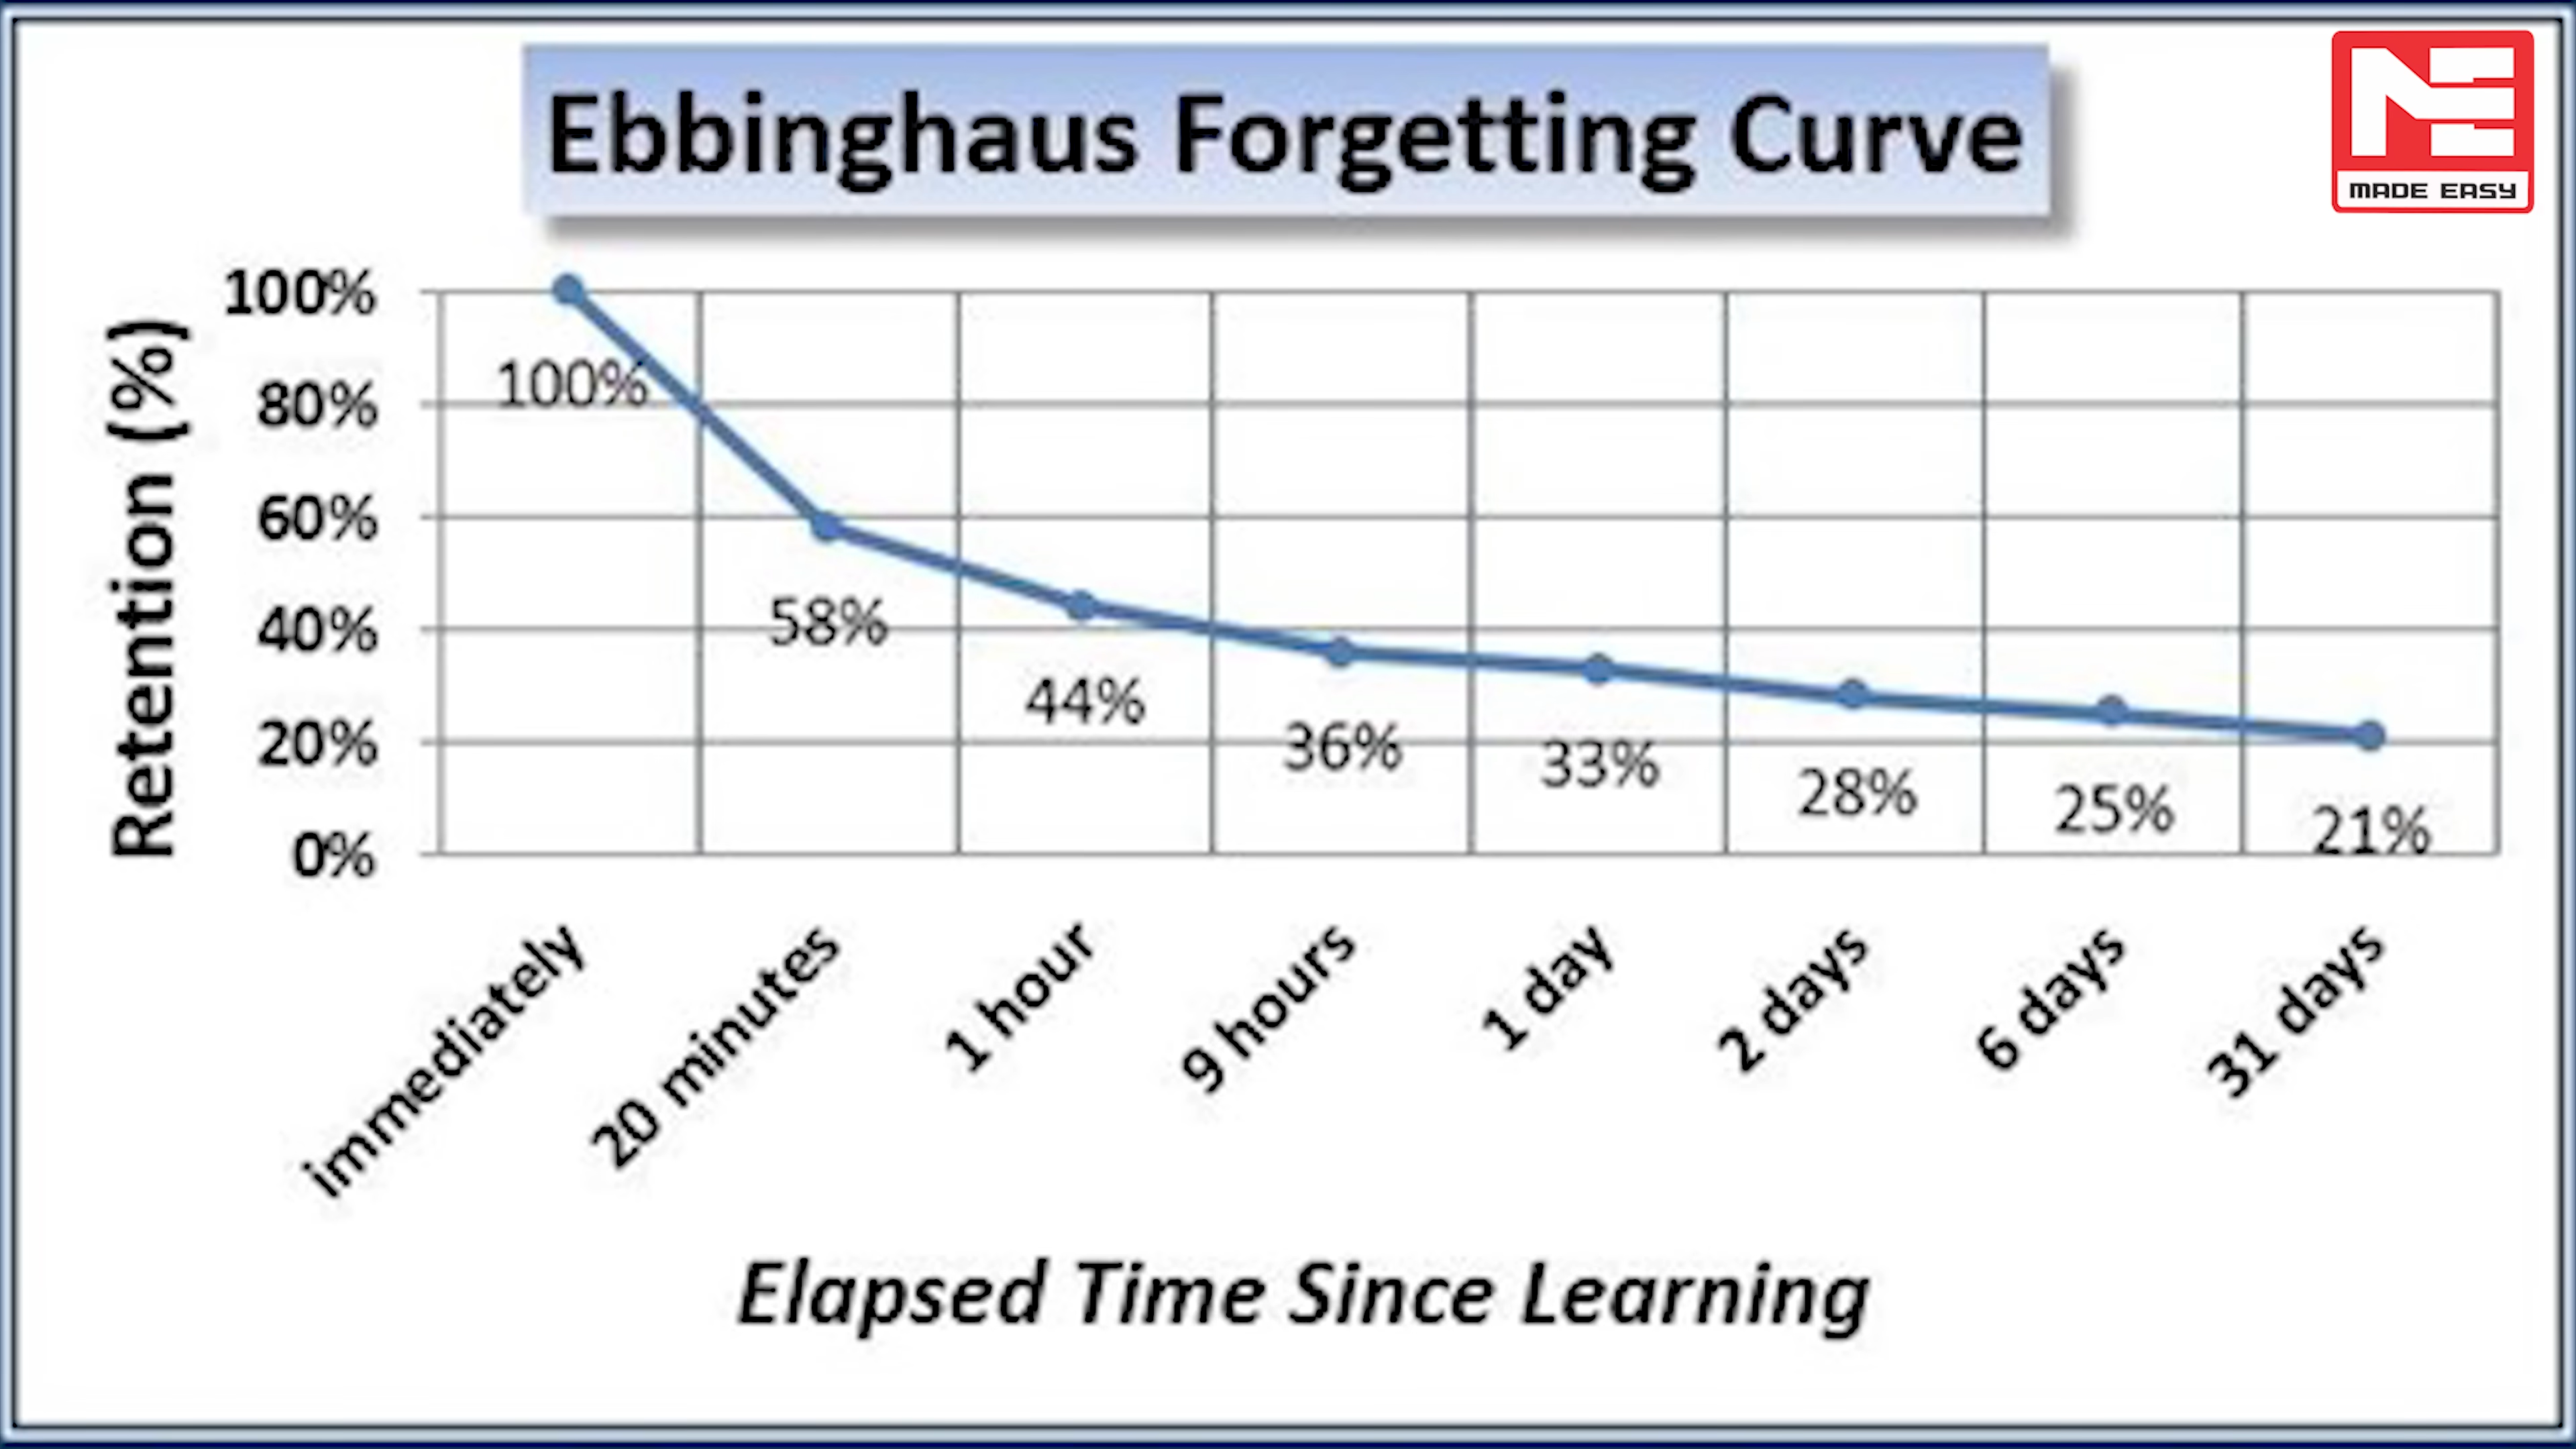 Ebbinghaus Forgetting Curve
MADE EASY
Retention (%)
100%
80%
60%
40%
20%
0%
100%
58%
44%
36%
33%
28%
25%
21%
immediately
20 minutes
1 hour
9 hours
1 day
2 days
6 days
31 days
Elapsed Time Since Learning